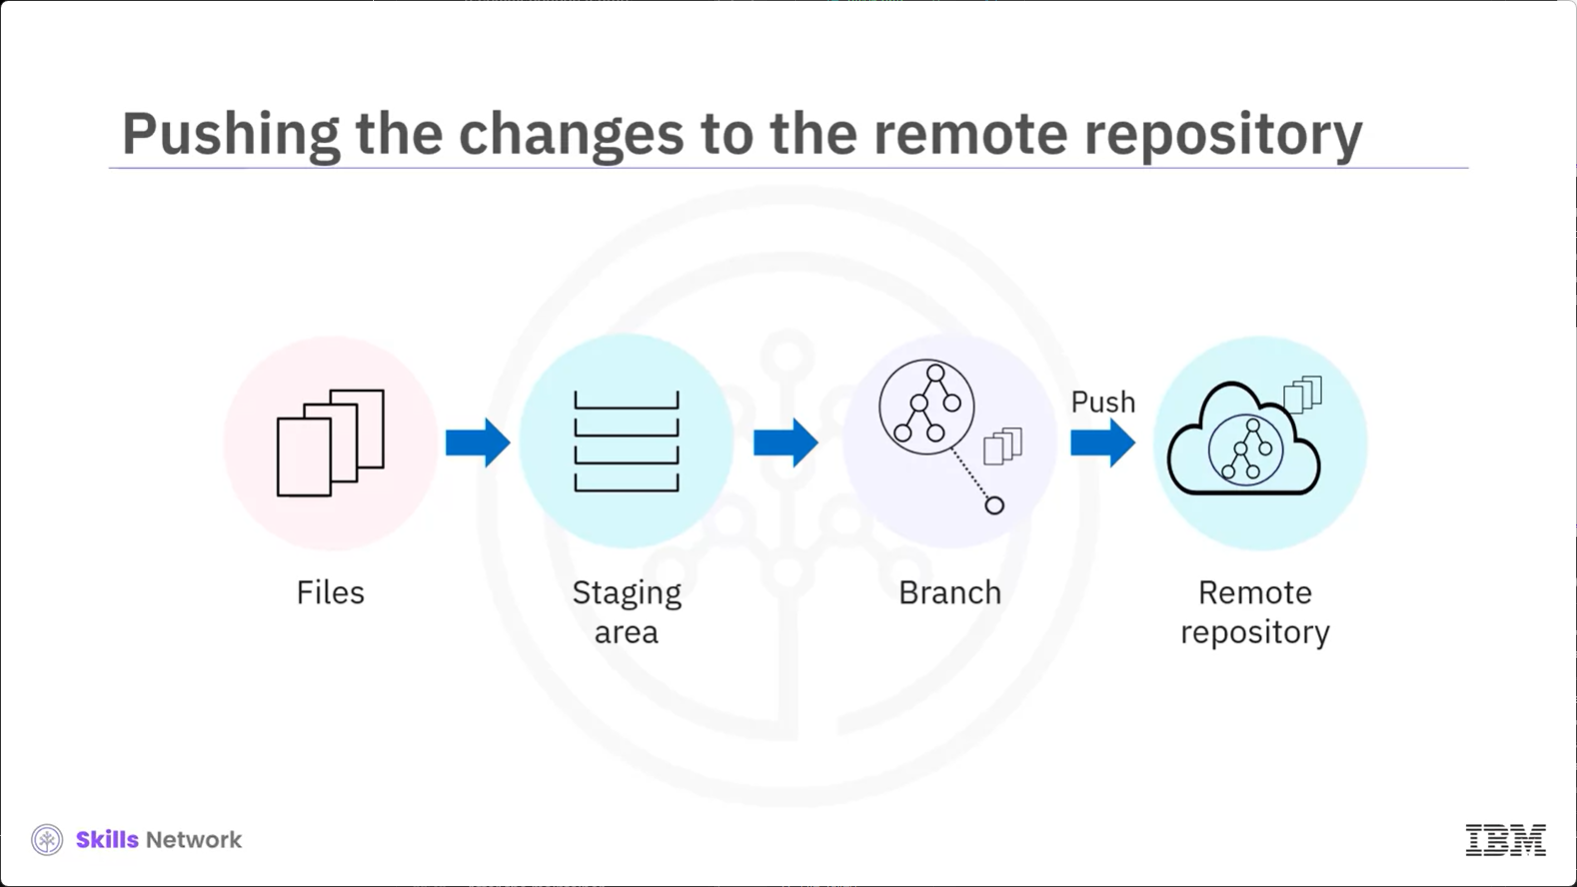 Pushing the changes to the remote repository
Push
Files
Staging
area
Branch
Remote
repository
Skills Network
IBM